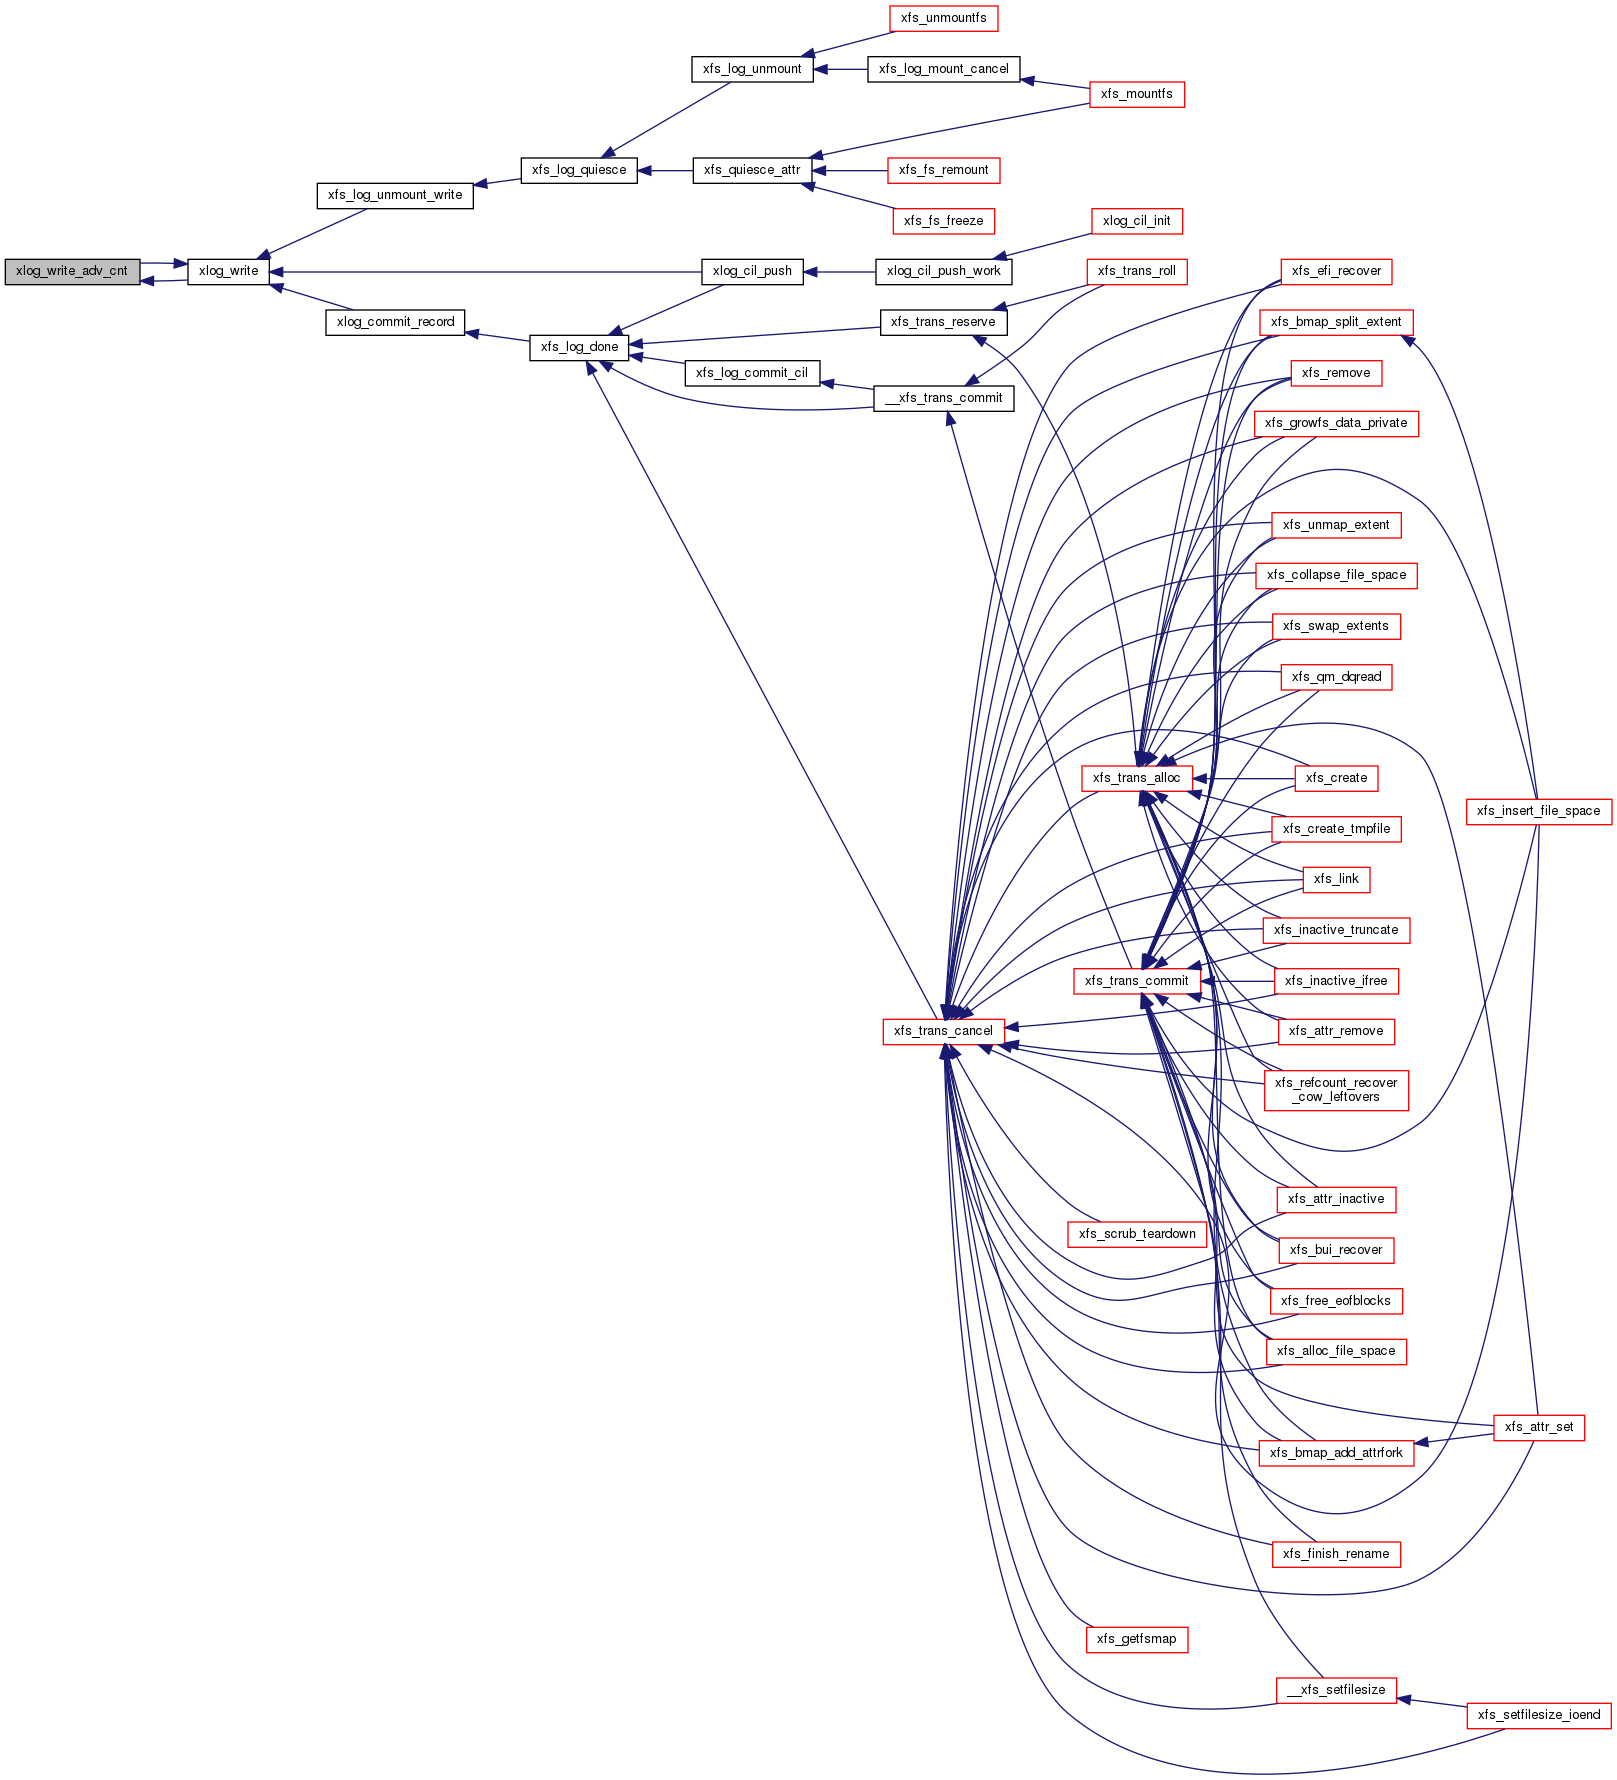 xfs_unmountfs
xfs_log_unmount
xfs_log_mount_cancel
xfs_mountfs
xfs_log_quiesce
xfs_quiesce_attr
xfs_fs_remount
xfs_log_unmount_write
xfs_fs_freeze
xlog_cil_init
xlog_write_adv_cnt
xlog_write
xlog_cil_push
xlog_cil_push_work
xfs_trans_roll
xfs_efi_recover
xlog_commit_record
xfs_trans_reserve
xfs_bmap_split_extent
xfs_log_done
xfs_log_commit_cil
xfs_remove
__xfs_trans_commit
xfs_growfs_data_private
xfs_unmap_extent
xfs_collapse_file_space
xfs_swap_extents
xfs_qm_dqread
xfs_trans_alloc
xfs_create
xfs_insert_file_space
xfs_create_tmpfile
xfs_link
xfs_inactive_truncate
xfs_trans_commit
xfs_inactive_ifree
xfs_trans_cancel
xfs_attr_remove
xfs_refcount_recover
_cow_leftovers
xfs_attr_inactive
xfs_scrub_teardown
xfs_bui_recover
xfs_free_eofblocks
xfs_alloc_file_space
xfs_attr_set
xfs_bmap_add_attrfork
xfs_finish_rename
xfs_getfsmap
__xfs_setfilesize
xfs_setfilesize_ioend